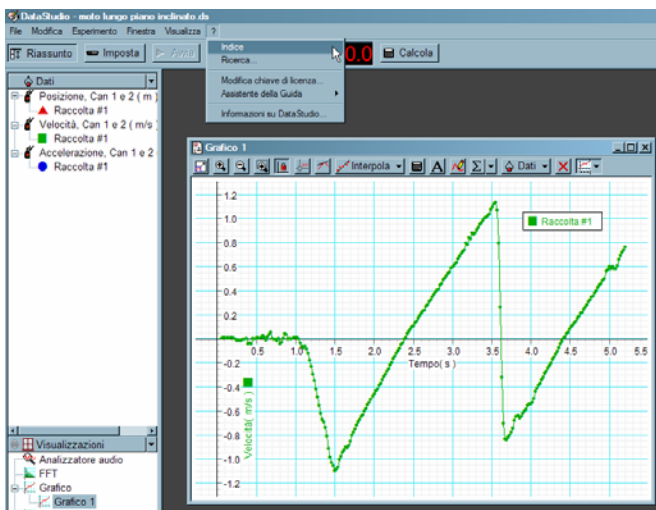 DataStudio - moto lungo piano inclinato.ds
File Modifica Esperimento Finestra Visualizza ?
Riassunto Imposta Avvia 0.0 Calcola
Indice
Ricerca...
Modifica chiave di licenza...
Assistente della Guida
Informazioni su DataStudio...
Dati
Posizione, Can 1 e 2 ( m )
Raccolta #1
Velocità, Can 1 e 2 ( m/s )
Raccolta #1
Accelerazione, Can 1 e 2
Raccolta #1
Grafico 1
Interpola A Σ Dati
Raccolta #1
1.2
1.0
0.8
0.6
0.4
0.2
-0.2
-0.4
-0.6
-0.8
-1.0
-1.2
0.5 1.0 1.5 2.0 2.5 3.0 3.5 4.0 4.5 5.0 5.5
Tempo( s )
Velocità( m/s )
Visualizzazioni
Analizzatore audio
FFT
Grafico
Grafico 1